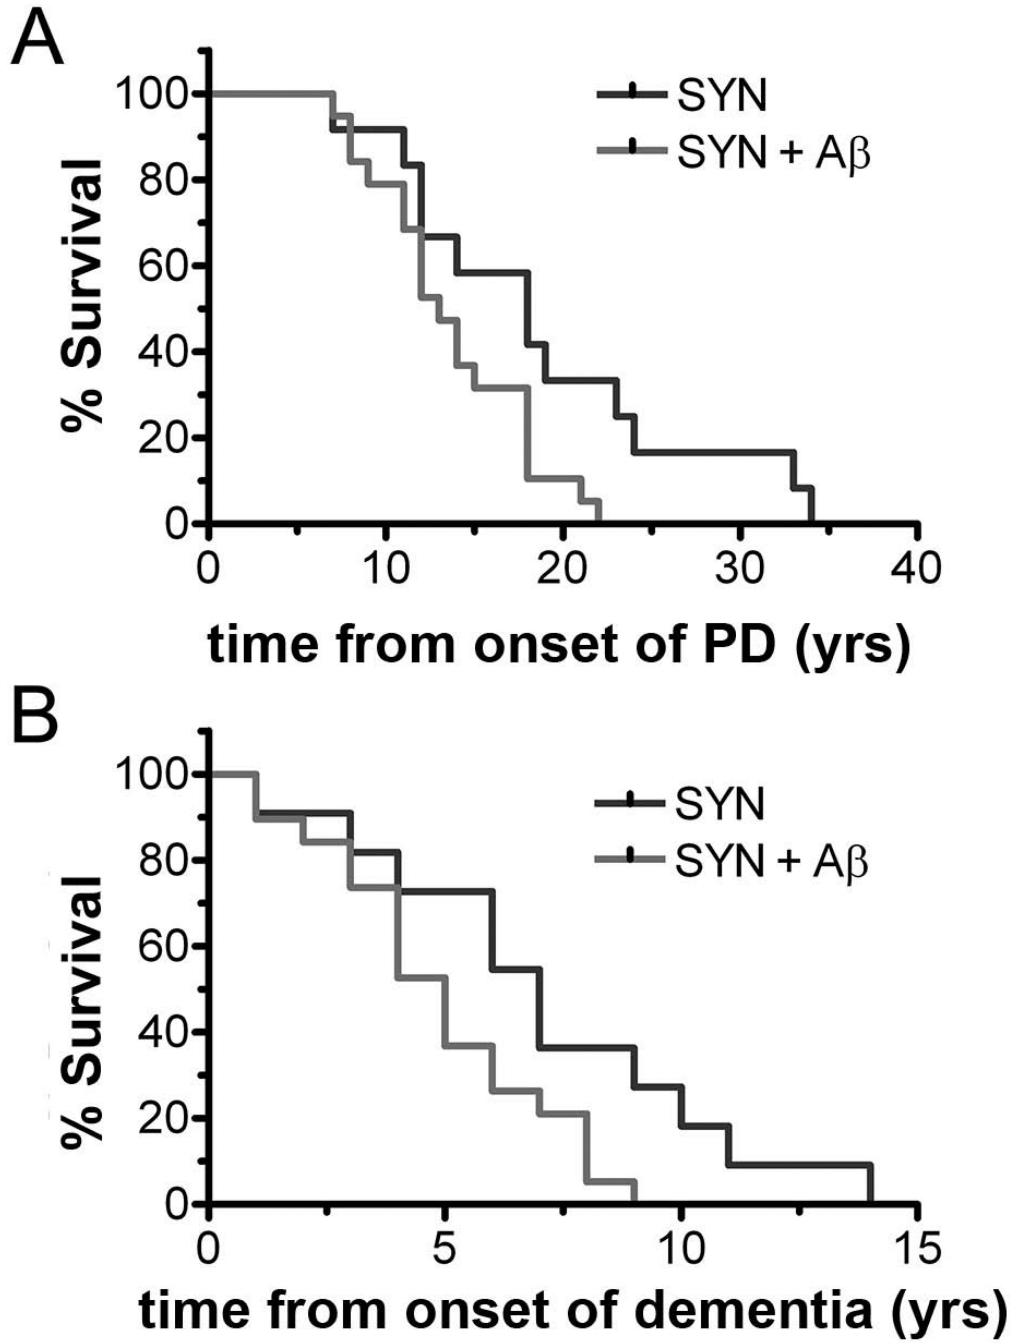 A
% Survival
100
80
60
40
20
0
SYN
SYN + Aβ
0 10 20 30 40
time from onset of PD (yrs)
B
% Survival
100
80
60
40
20
0
SYN
SYN + Aβ
0 5 10 15
time from onset of dementia (yrs)